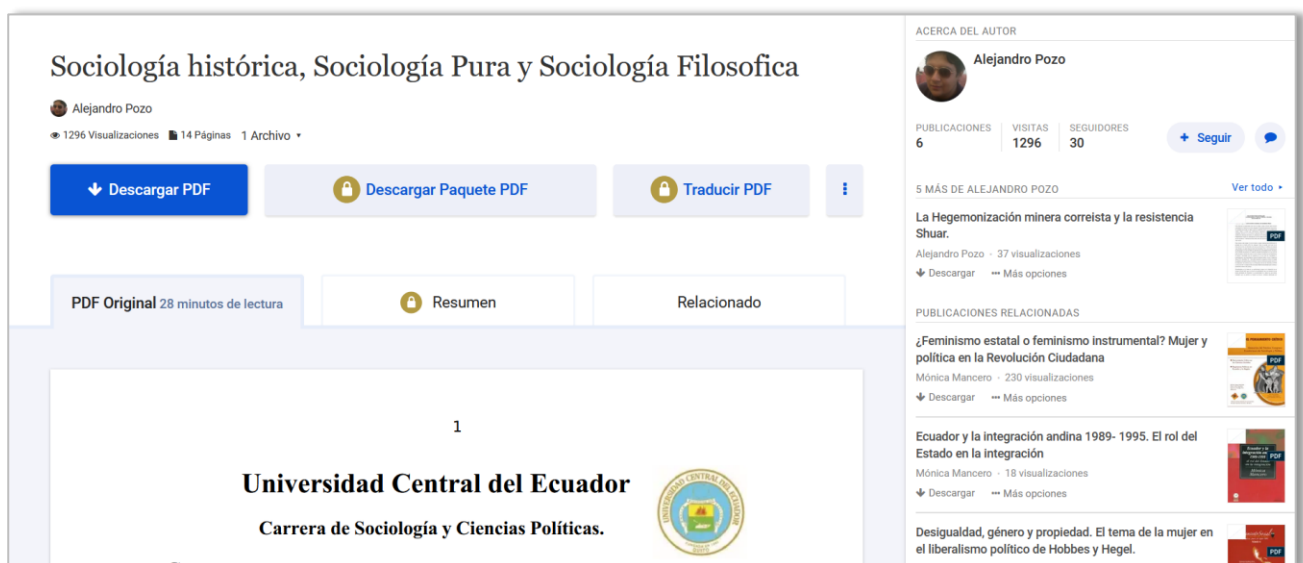 Sociología histórica, Sociología Pura y Sociología Filosofica
Alejandro Pozo
1296 Visualizaciones 14 Páginas 1 Archivo
Descargar PDF
Descargar Paquete PDF
Traducir PDF
PDF Original 28 minutos de lectura
Resumen
Relacionado
1
Universidad Central del Ecuador
Carrera de Sociología y Ciencias Políticas.
ACERCA DEL AUTOR
Alejandro Pozo
PUBLICACIONES VISITAS SEGUIDORES
6 1296 30
+ Seguir
5 MÁS DE ALEJANDRO POZO
Ver todo
La Hegemonización minera correista y la resistencia
Shuar.
Alejandro Pozo · 37 visualizaciones
Descargar ••• Más opciones
PDF
PUBLICACIONES RELACIONADAS
¿Feminismo estatal o feminismo instrumental? Mujer y
política en la Revolución Ciudadana
Mónica Mancero · 230 visualizaciones
Descargar ••• Más opciones
PDF
Ecuador y la integración andina 1989- 1995. El rol del
Estado en la integración
Mónica Mancero · 18 visualizaciones
Descargar ••• Más opciones
PDF
Desigualdad, género y propiedad. El tema de la mujer en
el liberalismo político de Hobbes y Hegel.
PDF